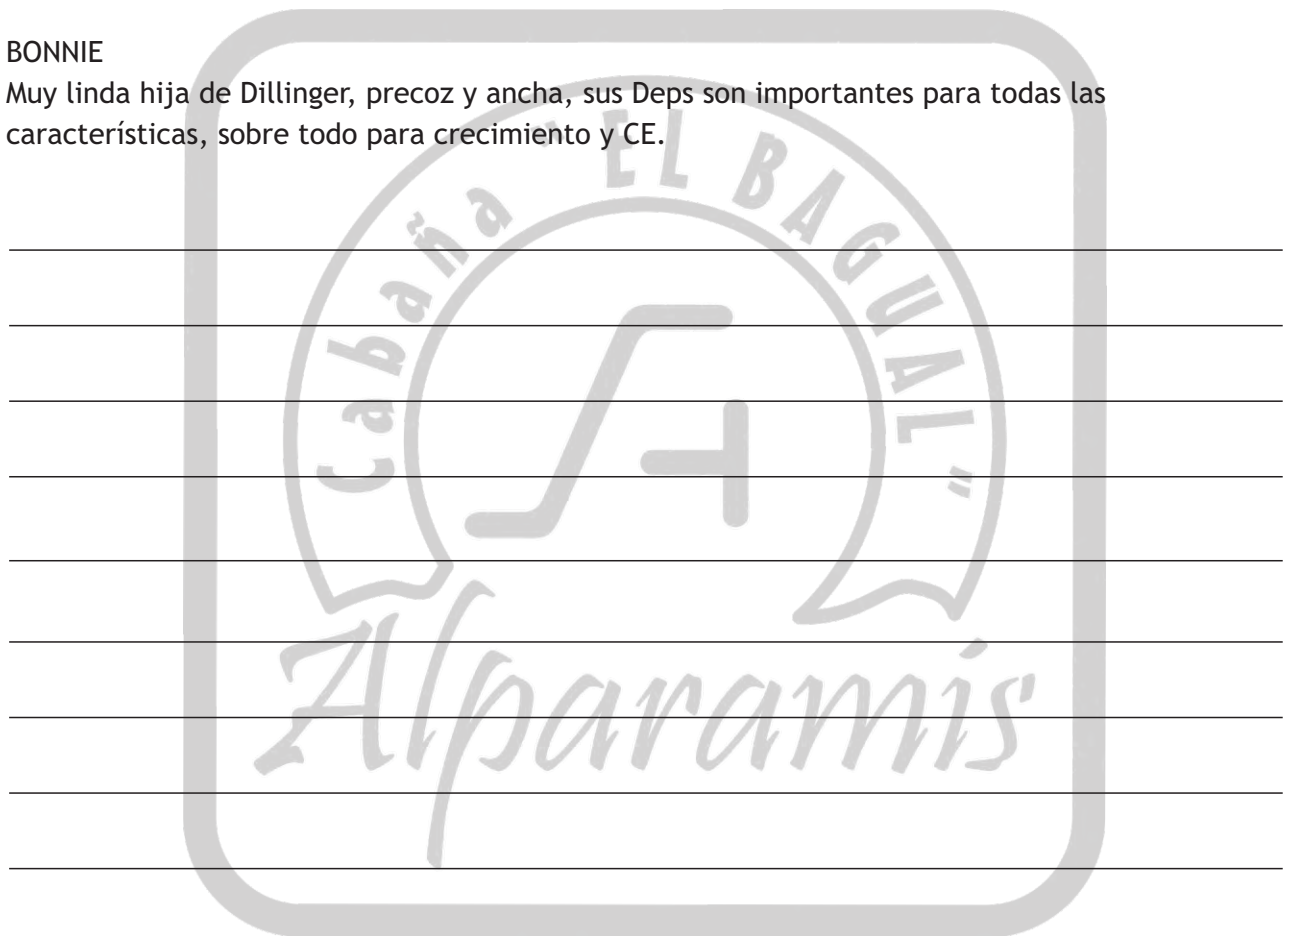 BONNIE
Muy linda hija de Dillinger, precoz y ancha, sus Deps son importantes para todas las
características, sobre todo para crecimiento y CE.
Cabaña "EL BAGUAL"
Alparamis